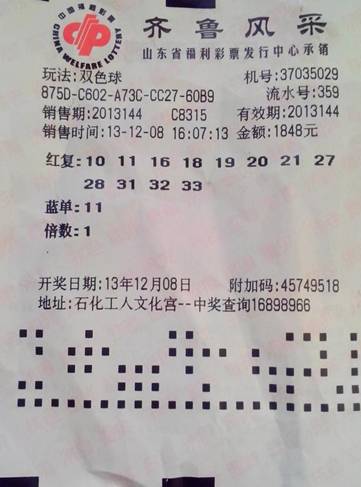 中国福利彩票
CHINA WELFARE LOTTERY
齐鲁风采
山东省福利彩票发行中心承销
玩法:双色球 机号:37035029
875D-C602-A73C-CC27-60B9 流水号:359
销售期:2013144 C8315 有效期:2013144
销售时间:13-12-08 16:07:13 金额:1848元
红复: 10 11 16 18 19 20 21 27
28 31 32 33
蓝单:11
倍数:1
开奖日期:13年12月08日 附加码:45749518
地址:石化工人文化宫--中奖查询16898966